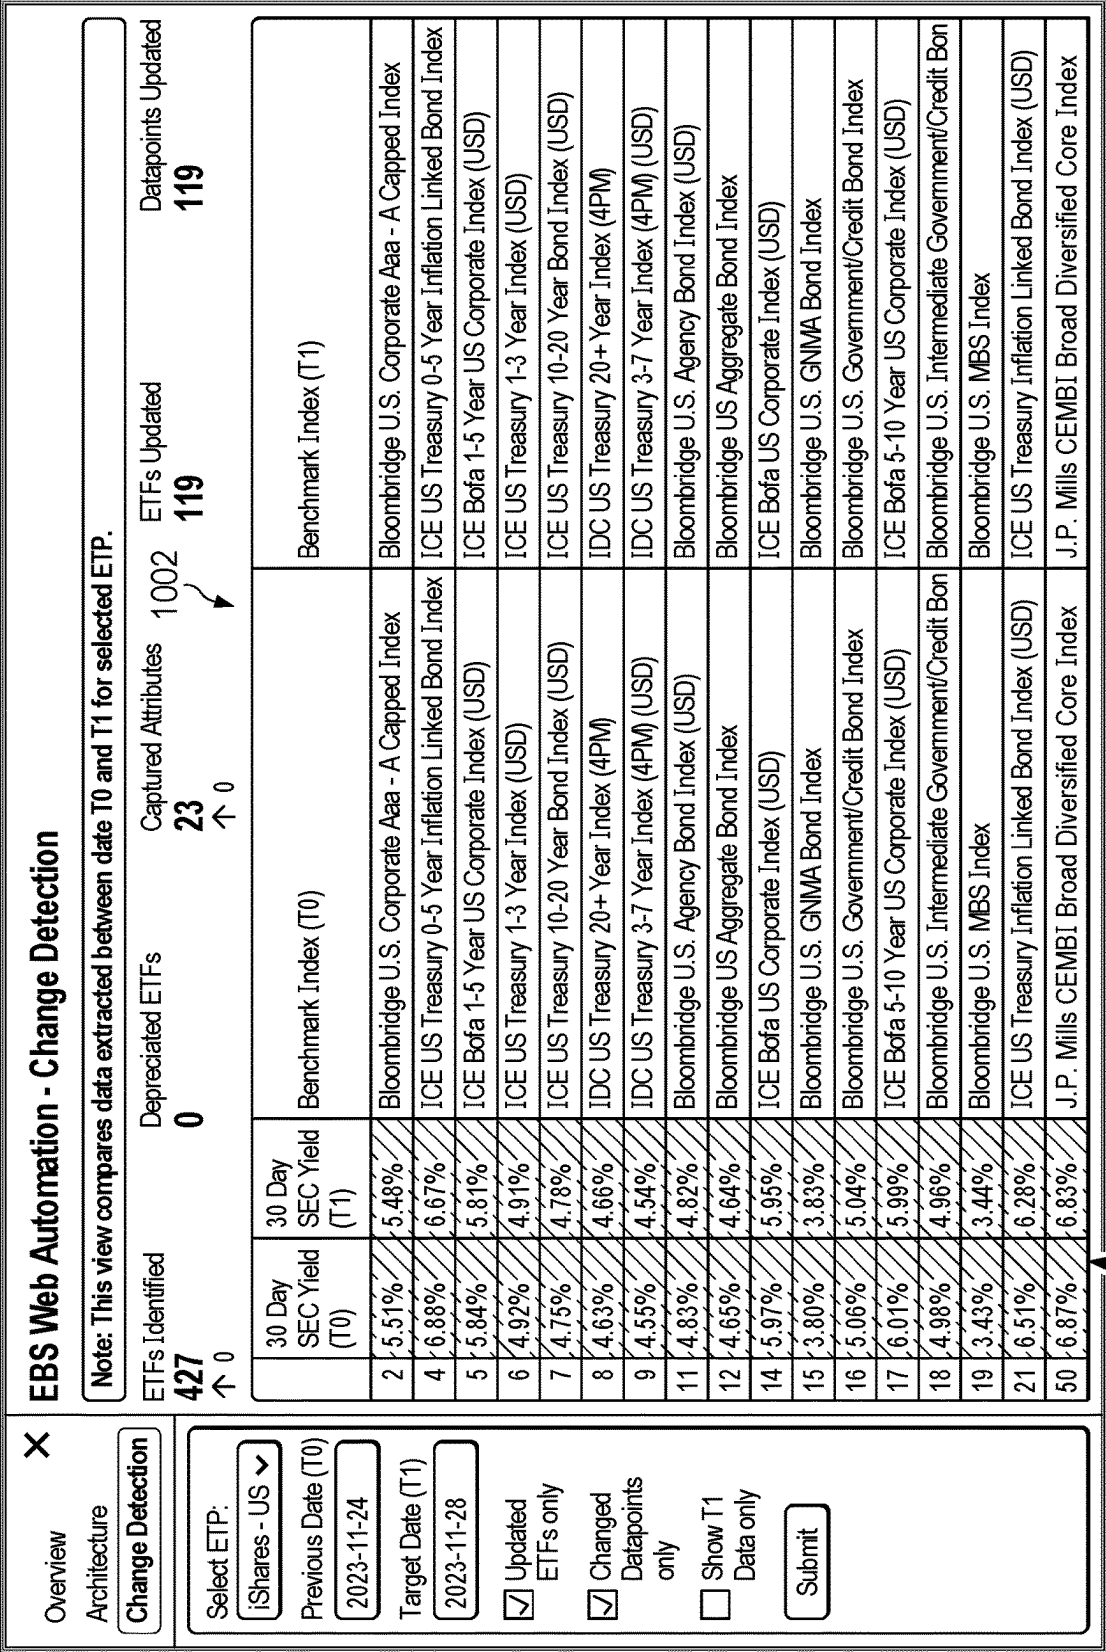 Overview
Architecture
Change Detection
X
Select ETP:
iShares - US
Previous Date (T0)
2023-11-24
Target Date (T1)
2023-11-28
Updated
ETFs only
Changed
Datapoints
only
Show T1
Data only
Submit
EBS Web Automation - Change Detection
Note: This view compares data extracted between date T0 and T1 for selected ETP.
ETFs Identified Depreciated ETFs Captured Attributes ETFs Updated Datapoints Updated
427 0 23 119 119
↑ 0 ↑ 0
1002
30 Day SEC Yield (T0) 30 Day SEC Yield (T1) Benchmark Index (T0) Benchmark Index (T1)
2 5.51% 5.48% Bloombridge U.S. Corporate Aaa - A Capped Index Bloombridge U.S. Corporate Aaa - A Capped Index
4 6.88% 6.67% ICE US Treasury 0-5 Year Inflation Linked Bond Index ICE US Treasury 0-5 Year Inflation Linked Bond Index
5 5.84% 5.81% ICE Bofa 1-5 Year US Corporate Index (USD) ICE Bofa 1-5 Year US Corporate Index (USD)
6 4.92% 4.91% ICE US Treasury 1-3 Year Index (USD) ICE US Treasury 1-3 Year Index (USD)
7 4.75% 4.78% ICE US Treasury 10-20 Year Bond Index (USD) ICE US Treasury 10-20 Year Bond Index (USD)
8 4.63% 4.66% IDC US Treasury 20+ Year Index (4PM) IDC US Treasury 20+ Year Index (4PM)
9 4.55% 4.54% IDC US Treasury 3-7 Year Index (4PM) (USD) IDC US Treasury 3-7 Year Index (4PM) (USD)
11 4.83% 4.82% Bloombridge U.S. Agency Bond Index (USD) Bloombridge U.S. Agency Bond Index (USD)
12 4.65% 4.64% Bloombridge US Aggregate Bond Index Bloombridge US Aggregate Bond Index
14 5.97% 5.95% ICE Bofa US Corporate Index (USD) ICE Bofa US Corporate Index (USD)
15 3.80% 3.83% Bloombridge U.S. GNMA Bond Index Bloombridge U.S. GNMA Bond Index
16 5.06% 5.04% Bloombridge U.S. Government/Credit Bond Index Bloombridge U.S. Government/Credit Bond Index
17 6.01% 5.99% ICE Bofa 5-10 Year US Corporate Index (USD) ICE Bofa 5-10 Year US Corporate Index (USD)
18 4.98% 4.96% Bloombridge U.S. Intermediate Government/Credit Bon Bloombridge U.S. Intermediate Government/Credit Bon
19 3.43% 3.44% Bloombridge U.S. MBS Index Bloombridge U.S. MBS Index
21 6.51% 6.28% ICE US Treasury Inflation Linked Bond Index (USD) ICE US Treasury Inflation Linked Bond Index (USD)
50 6.87% 6.83% J.P. Mills CEMBI Broad Diversified Core Index J.P. Mills CEMBI Broad Diversified Core Index